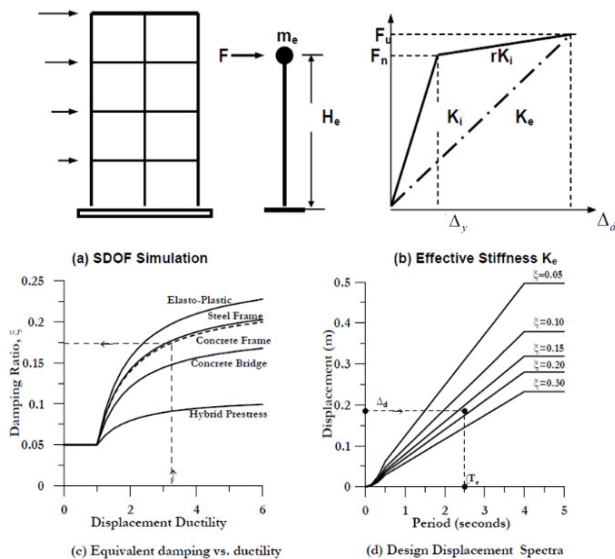 F
mₑ
Hₑ
Fᵤ
Fₙ
rKᵢ
Kᵢ
Kₑ
Δy
Δd
(a) SDOF Simulation
(b) Effective Stiffness Kₑ
0.25
0.2
0.15
0.1
0.05
0
Damping Ratio, ξ
Elasto-Plastic
Steel Frame
Concrete Frame
Concrete Bridge
Hybrid Prestress
0 2 4 6
Displacement Ductility
(c) Equivalent damping vs. ductility
0.5
0.4
0.3
0.2
0.1
0
Displacement (m)
ξ=0.05
ξ=0.10
ξ=0.15
ξ=0.20
ξ=0.30
Δd
Tₑ
0 1 2 3 4 5
Period (seconds)
(d) Design Displacement Spectra